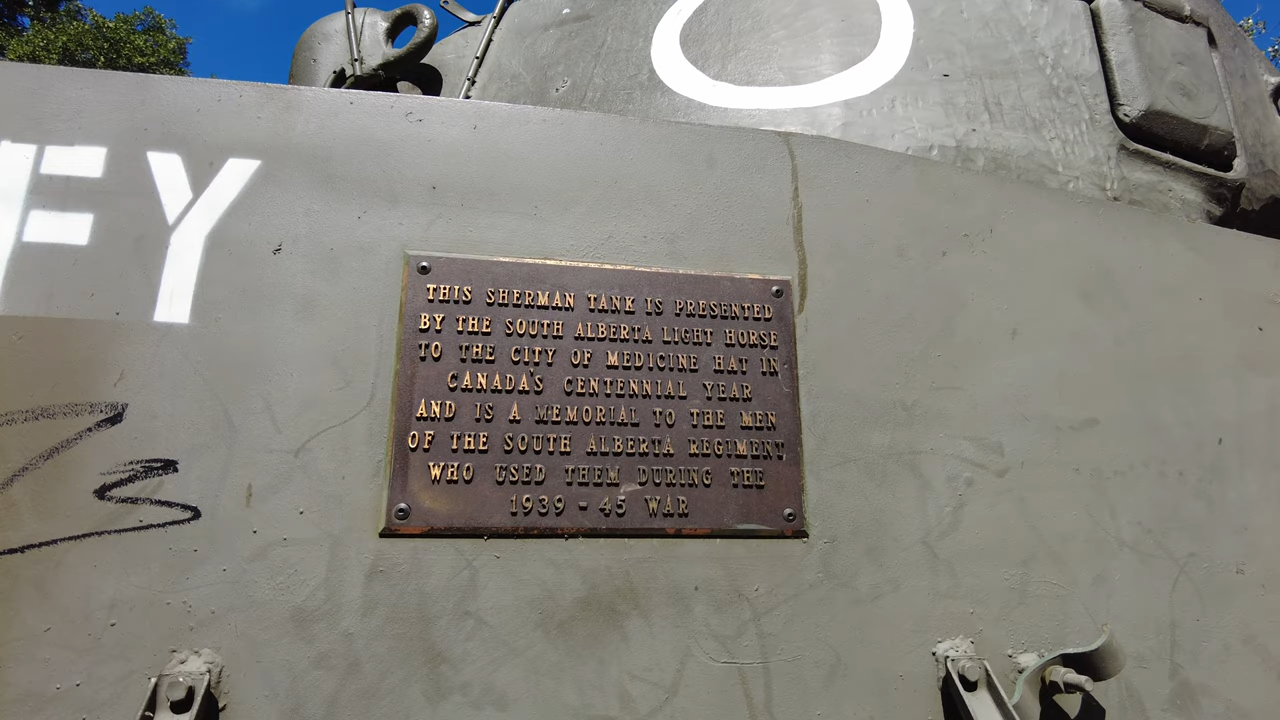 FY
THIS SHERMAN TANK IS PRESENTED
BY THE SOUTH ALBERTA LIGHT HORSE
TO THE CITY OF MEDICINE HAT IN
CANADA'S CENTENNIAL YEAR
AND IS A MEMORIAL TO THE MEN
OF THE SOUTH ALBERTA REGIMENT
WHO USED THEM DURING THE
1939 - 45 WAR